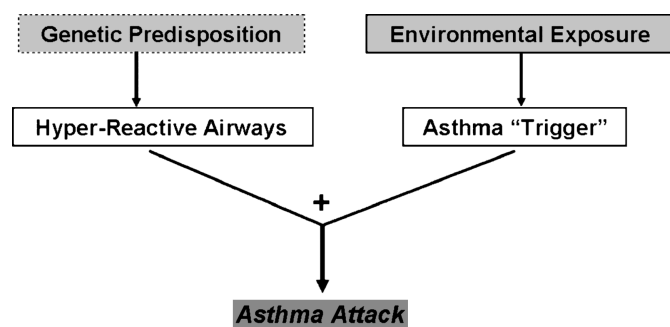 Genetic Predisposition
Environmental Exposure
Hyper-Reactive Airways
Asthma “Trigger”
+
Asthma Attack